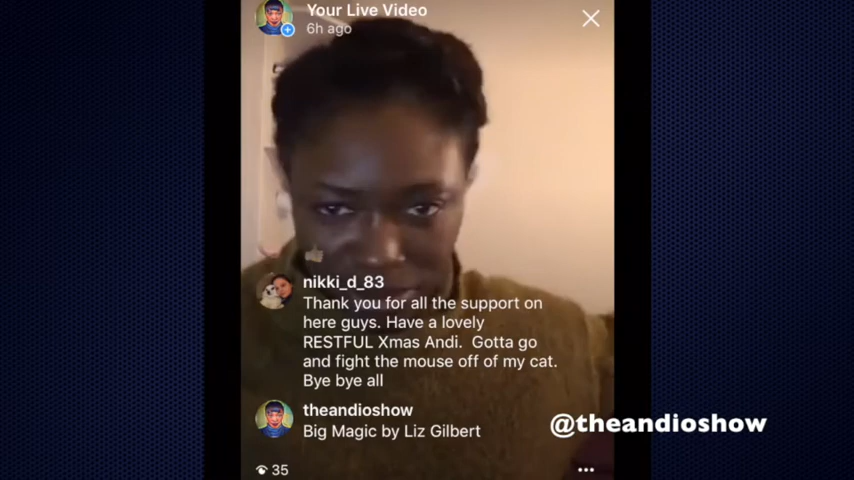 Your Live Video
6h ago
nikki_d_83
Thank you for all the support on
here guys. Have a lovely
RESTFUL Xmas Andi. Gotta go
and fight the mouse off of my cat.
Bye bye all
theandioshow
Big Magic by Liz Gilbert
@theandioshow
35